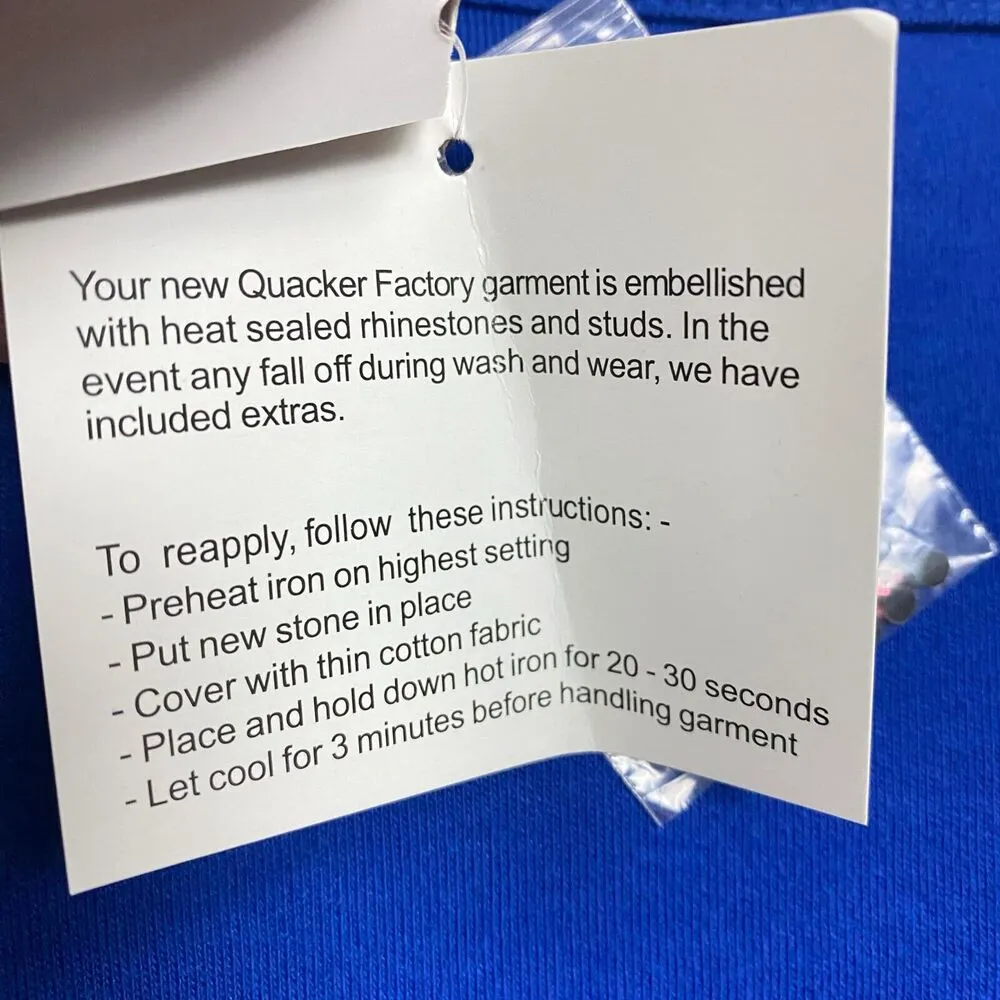 Your new Quacker Factory garment is embellished
with heat sealed rhinestones and studs. In the
event any fall off during wash and wear, we have
included extras.
To reapply, follow these instructions: -
- Preheat iron on highest setting
- Put new stone in place
- Cover with thin cotton fabric
- Place and hold down hot iron for 20 - 30 seconds
- Let cool for 3 minutes before handling garment